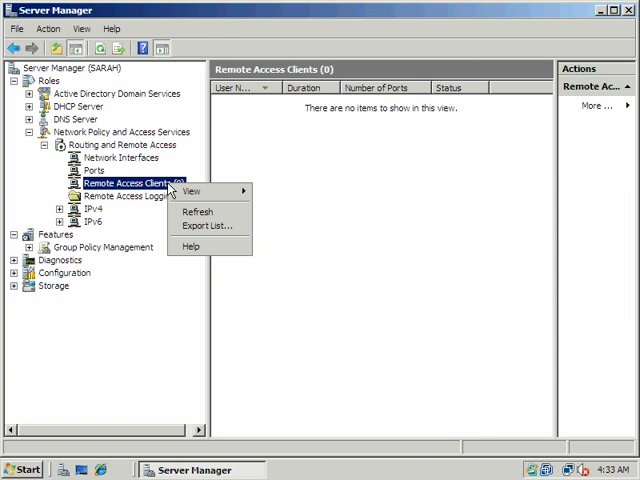 Server Manager
File Action View Help
Server Manager (SARAH)
Roles
Active Directory Domain Services
DHCP Server
DNS Server
Network Policy and Access Services
Routing and Remote Access
Network Interfaces
Ports
Remote Access Clients (0)
Remote Access Loggin
IPv4
IPv6
Features
Group Policy Management
Diagnostics
Configuration
Storage
Remote Access Clients (0)
User N... Duration Number of Ports Status
There are no items to show in this view.
View
Refresh
Export List...
Help
Actions
Remote Ac...
More ...
Start
Server Manager
4:33 AM